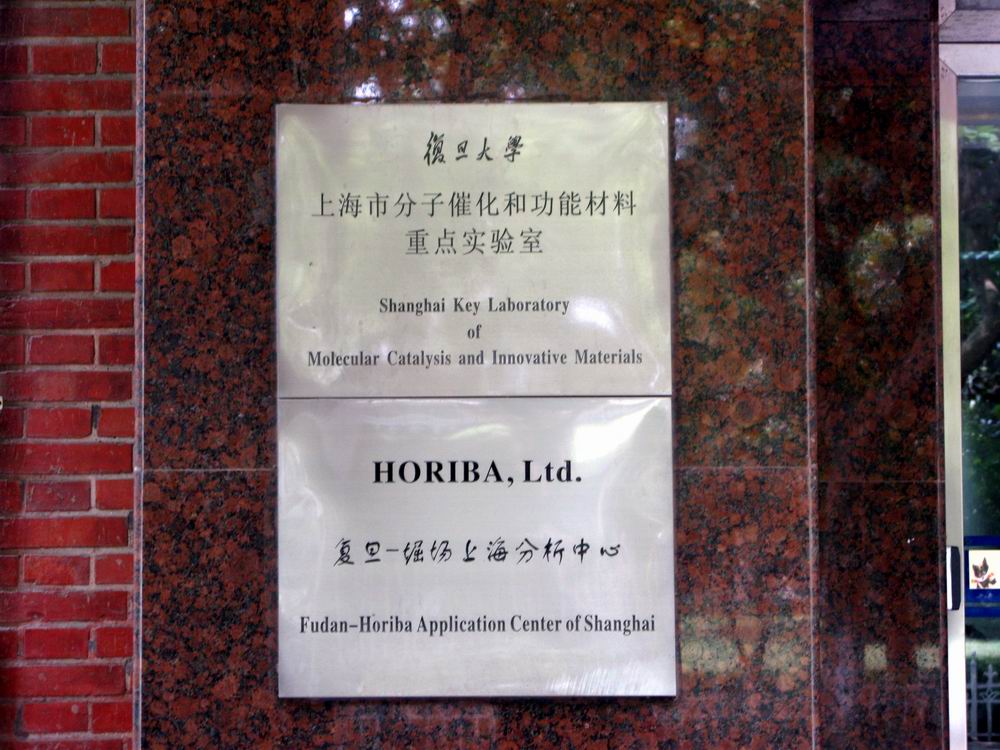 復旦大學
上海市分子催化和功能材料
重点实验室
Shanghai Key Laboratory
of
Molecular Catalysis and Innovative Materials
HORIBA, Ltd.
复旦－堀场上海分析中心
Fudan-Horiba Application Center of Shanghai